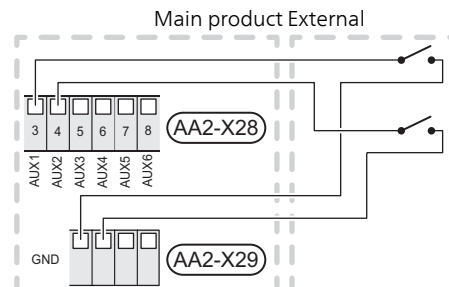 Main product External
3 4 5 6 7 8
AA2-X28
AUX1 AUX2 AUX3 AUX4 AUX5 AUX6
GND
AA2-X29